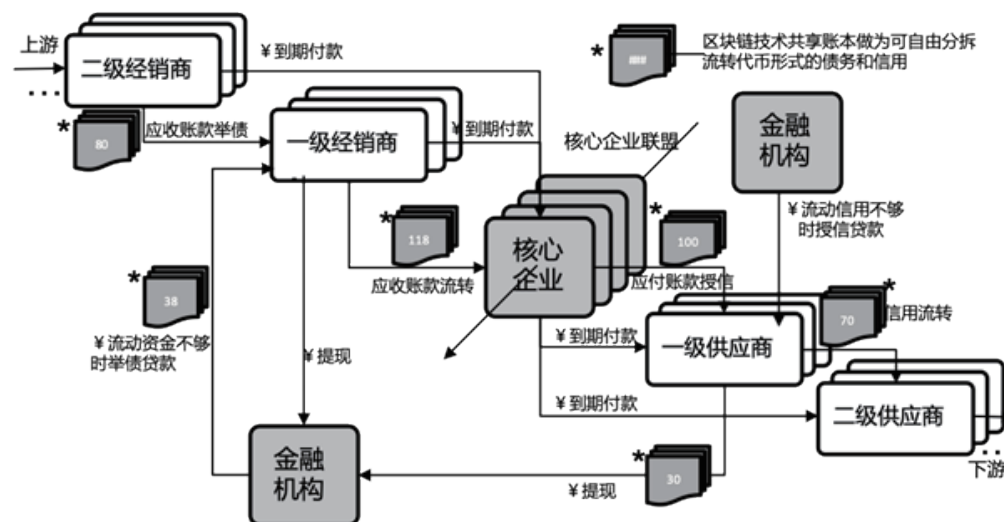 上游
二级经销商
...
¥到期付款
*
###
区块链技术共享账本做为可自由分拆
流转代币形式的债务和信用
*
80
应收账款举债
一级经销商
¥到期付款
核心企业联盟
金融
机构
*
118
应收账款流转
核心
企业
*
100
应付账款授信
¥流动信用不够
时授信贷款
*
38
¥流动资金不够
时举债贷款
¥提现
¥到期付款
一级供应商
*
70
信用流转
¥到期付款
二级供应商
...
下游
金融
机构
*
30
¥提现